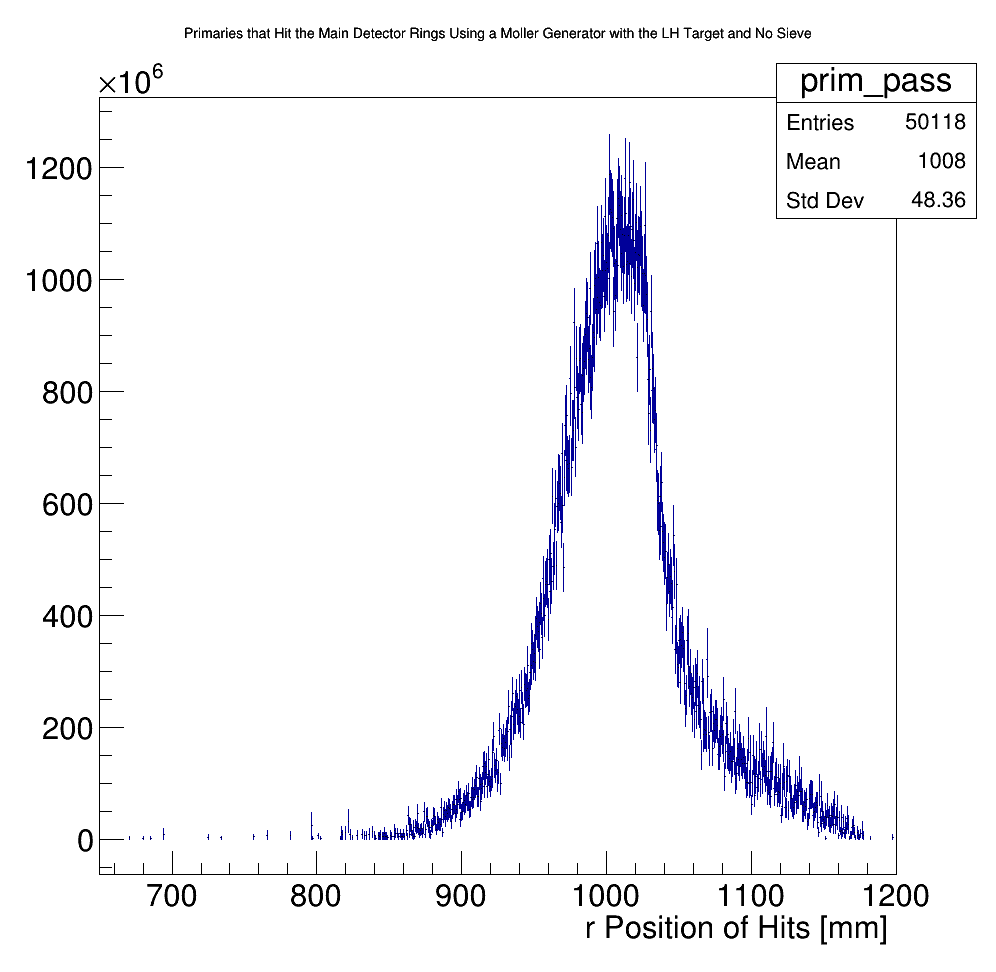 Primaries that Hit the Main Detector Rings Using a Moller Generator with the LH Target and No Sieve
×10⁶
prim_pass
Entries 50118
Mean 1008
Std Dev 48.36
1200
1000
800
600
400
200
0
700 800 900 1000 1100 1200
r Position of Hits [mm]